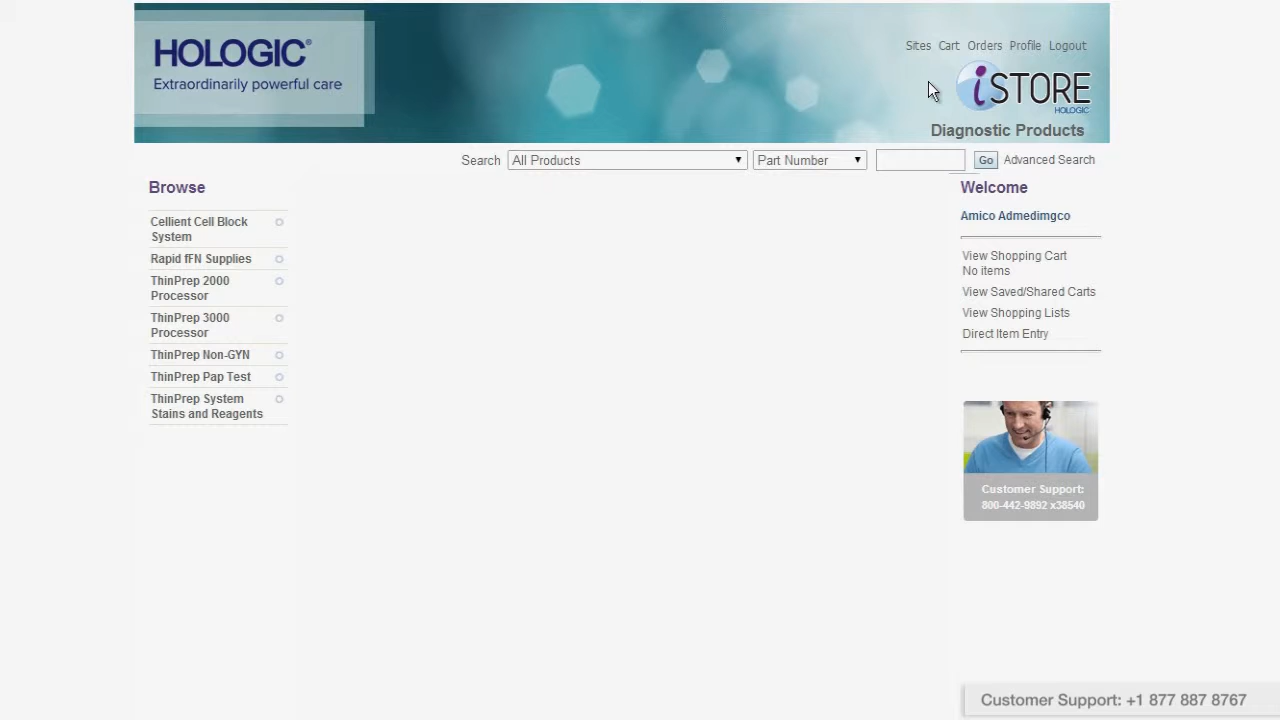 HOLOGIC®
Extraordinarily powerful care
Sites Cart Orders Profile Logout
iSTORE
HOLOGIC
Diagnostic Products
Search All Products Part Number Go Advanced Search
Browse
Cellient Cell Block
System
Rapid fFN Supplies
ThinPrep 2000
Processor
ThinPrep 3000
Processor
ThinPrep Non-GYN
ThinPrep Pap Test
ThinPrep System
Stains and Reagents
Welcome
Amico Admedimgco
View Shopping Cart
No items
View Saved/Shared Carts
View Shopping Lists
Direct Item Entry
Customer Support:
800-442-9892 x38540
Customer Support: +1 877 887 8767